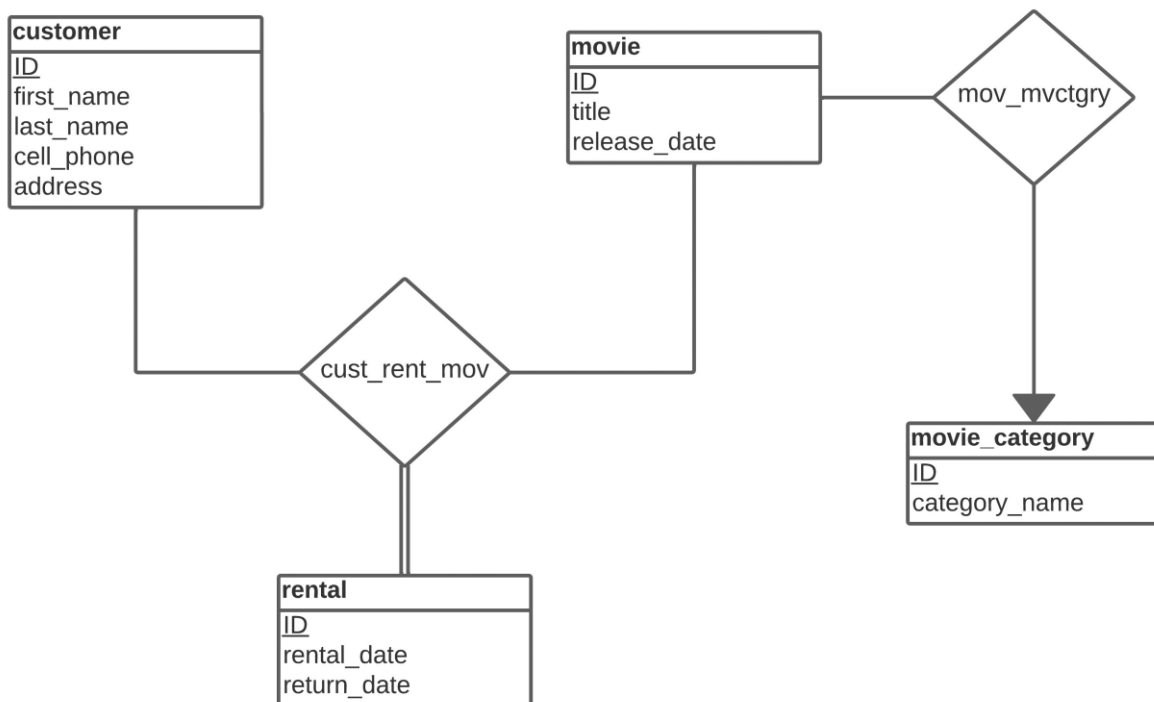 customer
ID
first_name
last_name
cell_phone
address
movie
ID
title
release_date
mov_mvctgry
cust_rent_mov
movie_category
ID
category_name
rental
ID
rental_date
return_date